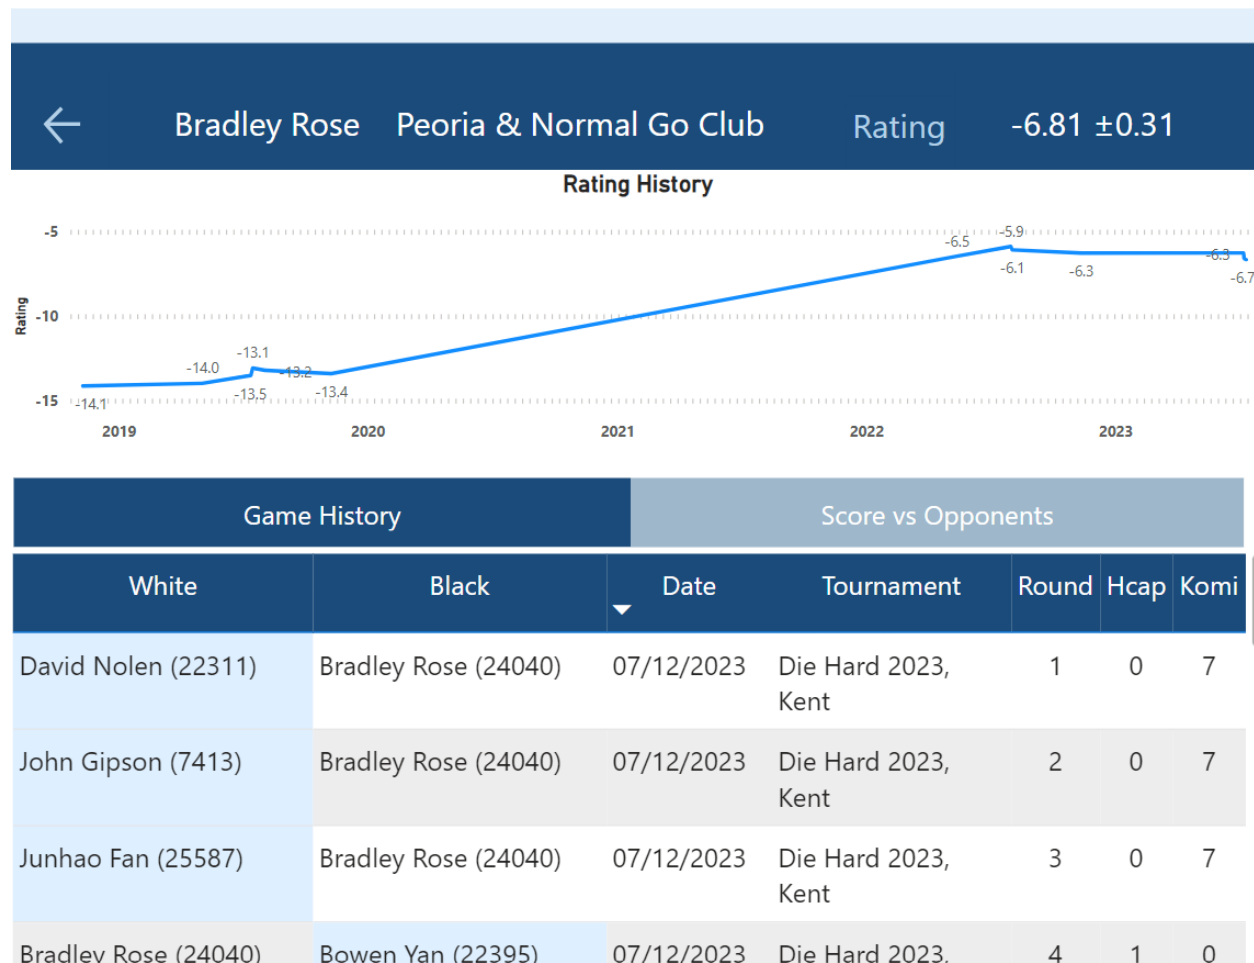 Bradley Rose Peoria & Normal Go Club Rating -6.81 ±0.31
Rating History
-5
-10
-15
Rating
-14.1
-14.0
-13.5
-13.1
-13.2
-13.4
-6.5
-5.9
-6.1
-6.3
-6.3
-6.7
2019 2020 2021 2022 2023
Game History Score vs Opponents
White Black Date Tournament Round Hcap Komi
David Nolen (22311) Bradley Rose (24040) 07/12/2023 Die Hard 2023, 1 0 7
Kent
John Gipson (7413) Bradley Rose (24040) 07/12/2023 Die Hard 2023, 2 0 7
Kent
Junhao Fan (25587) Bradley Rose (24040) 07/12/2023 Die Hard 2023, 3 0 7
Kent
Bradley Rose (24040) Bowen Yan (22395) 07/12/2023 Die Hard 2023, 4 1 0